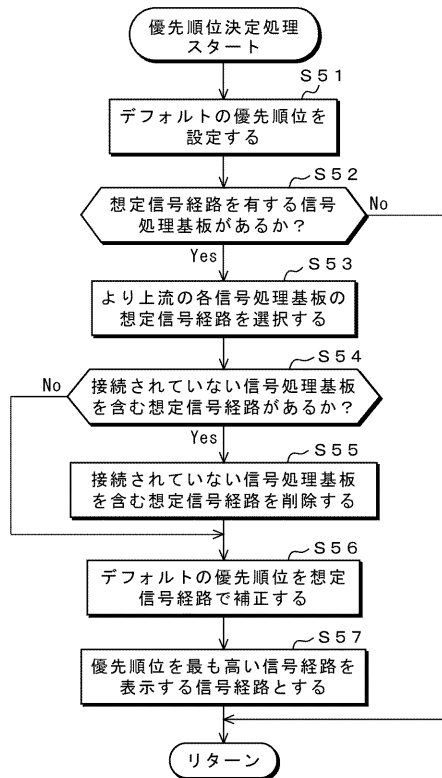 優先順位決定処理
スタート
S51
デフォルトの優先順位を
設定する
S52
想定信号経路を有する信号
処理基板があるか？
No
Yes
S53
より上流の各信号処理基板の
想定信号経路を選択する
S54
No
接続されていない信号処理基板
を含む想定信号経路があるか？
Yes
S55
接続されていない信号処理基板
を含む想定信号経路を削除する
S56
デフォルトの優先順位を想定
信号経路で補正する
S57
優先順位を最も高い信号経路を
表示する信号経路とする
リターン